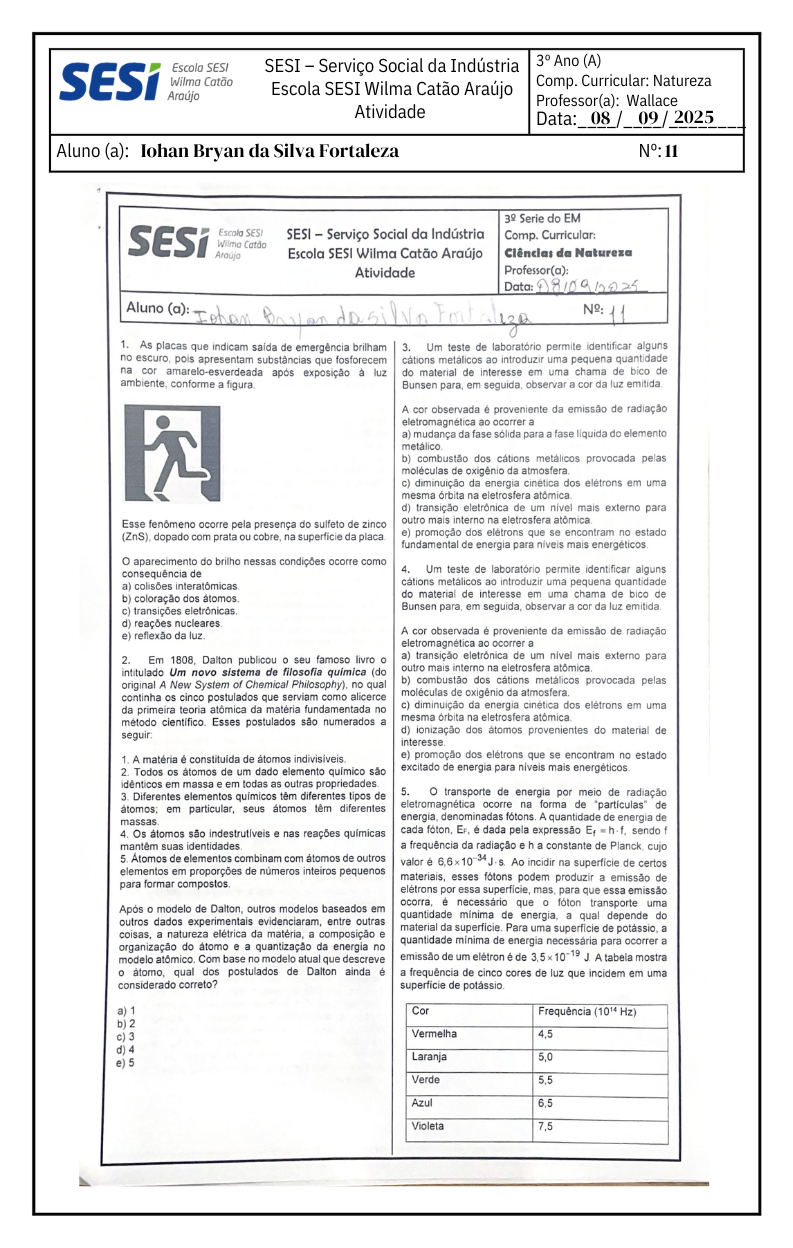 SESI
Escola SESI
Wilma Catão
Araújo
SESI – Serviço Social da Indústria
Escola SESI Wilma Catão Araújo
Atividade
3º Ano (A)
Comp. Curricular: Natureza
Professor(a): Wallace
Data: 08 / 09 / 2025
Aluno (a): Iohan Bryan da Silva Fortaleza Nº: 11
SESI
Escola SESI
Wilma Catão
Araújo
SESI – Serviço Social da Indústria
Escola SESI Wilma Catão Araújo
Atividade
3º Serie do EM
Comp. Curricular:
Ciências da Natureza
Professor(a):
Data: 08/09/2025
Aluno (a): Iohan Bryan da silva Fortaleza Nº: 11
1. As placas que indicam saída de emergência brilham
no escuro, pois apresentam substâncias que fosforecem
na cor amarelo-esverdeada após exposição à luz
ambiente, conforme a figura.
Esse fenômeno ocorre pela presença do sulfeto de zinco
(ZnS), dopado com prata ou cobre, na superfície da placa.
O aparecimento do brilho nessas condições ocorre como
consequência de
a) colisões interatômicas.
b) coloração dos átomos.
c) transições eletrônicas.
d) reações nucleares.
e) reflexão da luz.
2. Em 1808, Dalton publicou o seu famoso livro o
intitulado Um novo sistema de filosofia química (do
original A New System of Chemical Philosophy), no qual
continha os cinco postulados que serviam como alicerce
da primeira teoria atômica da matéria fundamentada no
método científico. Esses postulados são numerados a
seguir:
1. A matéria é constituída de átomos indivisíveis.
2. Todos os átomos de um dado elemento químico são
idênticos em massa e em todas as outras propriedades.
3. Diferentes elementos químicos têm diferentes tipos de
átomos; em particular, seus átomos têm diferentes
massas.
4. Os átomos são indestrutíveis e nas reações químicas
mantêm suas identidades.
5. Átomos de elementos combinam com átomos de outros
elementos em proporções de números inteiros pequenos
para formar compostos.
Após o modelo de Dalton, outros modelos baseados em
outros dados experimentais evidenciaram, entre outras
coisas, a natureza elétrica da matéria, a composição e
organização do átomo e a quantização da energia no
modelo atômico. Com base no modelo atual que descreve
o átomo, qual dos postulados de Dalton ainda é
considerado correto?
a) 1
b) 2
c) 3
d) 4
e) 5
3. Um teste de laboratório permite identificar alguns
cátions metálicos ao introduzir uma pequena quantidade
do material de interesse em uma chama de bico de
Bunsen para, em seguida, observar a cor da luz emitida.
A cor observada é proveniente da emissão de radiação
eletromagnética ao ocorrer a
a) mudança da fase sólida para a fase líquida do elemento
metálico.
b) combustão dos cátions metálicos provocada pelas
moléculas de oxigênio da atmosfera.
c) diminuição da energia cinética dos elétrons em uma
mesma órbita na eletrosfera atômica.
d) transição eletrônica de um nível mais externo para
outro mais interno na eletrosfera atômica.
e) promoção dos elétrons que se encontram no estado
fundamental de energia para níveis mais energéticos.
4. Um teste de laboratório permite identificar alguns
cátions metálicos ao introduzir uma pequena quantidade
do material de interesse em uma chama de bico de
Bunsen para, em seguida, observar a cor da luz emitida.
A cor observada é proveniente da emissão de radiação
eletromagnética ao ocorrer a
a) transição eletrônica de um nível mais externo para
outro mais interno na eletrosfera atômica.
b) combustão dos cátions metálicos provocada pelas
moléculas de oxigênio da atmosfera.
c) diminuição da energia cinética dos elétrons em uma
mesma órbita na eletrosfera atômica.
d) ionização dos átomos provenientes do material de
interesse.
e) promoção dos elétrons que se encontram no estado
excitado de energia para níveis mais energéticos.
5. O transporte de energia por meio de radiação
eletromagnética ocorre na forma de "partículas" de
energia, denominadas fótons. A quantidade de energia de
cada fóton, EF, é dada pela expressão Ef = h·f, sendo f
a frequência da radiação e h a constante de Planck, cujo
valor é 6,6×10⁻³⁴ J·s. Ao incidir na superfície de certos
materiais, esses fótons podem produzir a emissão de
elétrons por essa superfície, mas, para que essa emissão
ocorra, é necessário que o fóton transporte uma
quantidade mínima de energia, a qual depende do
material da superfície. Para uma superfície de potássio, a
quantidade mínima de energia necessária para ocorrer a
emissão de um elétron é de 3,5×10⁻¹⁹ J. A tabela mostra
a frequência de cinco cores de luz que incidem em uma
superfície de potássio.
Cor Frequência (10¹⁴ Hz)
Vermelha 4,5
Laranja 5,0
Verde 5,5
Azul 6,5
Violeta 7,5